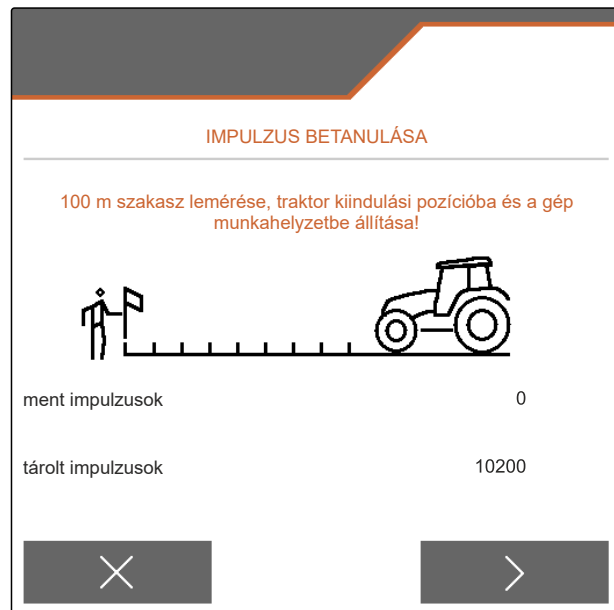 IMPULZUS BETANULÁSA
100 m szakasz lemérése, traktor kiindulási pozícióba és a gép
munkahelyzetbe állítása!
ment impulzusok 0
tárolt impulzusok 10200